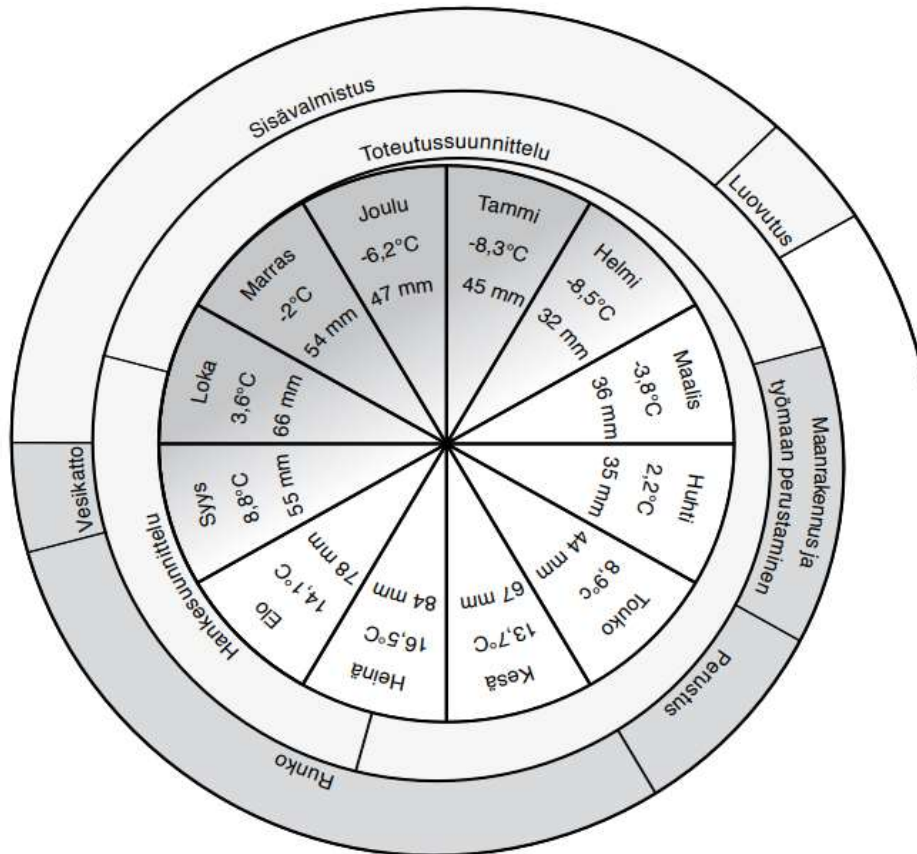 Sisävalmistus
Toteutussuunnittelu
Luovutus
Maanrakennus ja
työmaan perustaminen
Perustus
Runko
Vesikatto
Hankesuunnittelu
Tammi
-8,3°C
45 mm
Helmi
-8,5°C
32 mm
Maalis
-3,8°C
36 mm
Huhti
2,2°C
35 mm
Touko
8,9°c
44 mm
Kesä
13,7°C
67 mm
Heinä
16,5°C
84 mm
Elo
14,1°C
78 mm
Syys
8,8°C
55 mm
Loka
3,6°C
66 mm
Marras
-2°C
54 mm
Joulu
-6,2°C
47 mm